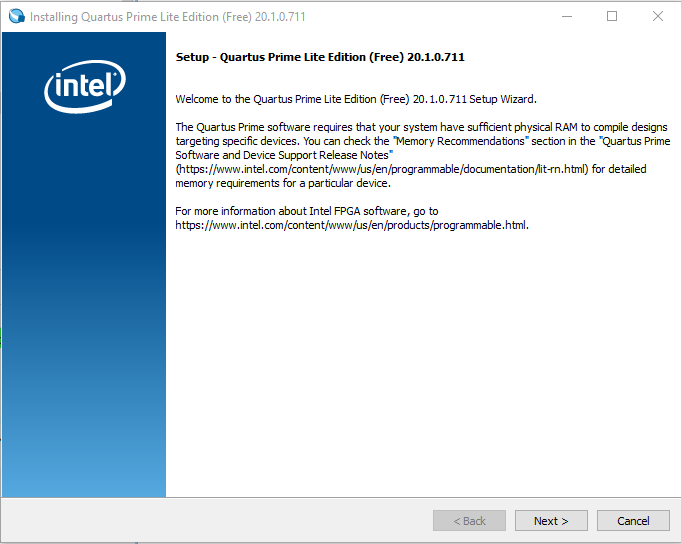 Installing Quartus Prime Lite Edition (Free) 20.1.0.711
intel
Setup - Quartus Prime Lite Edition (Free) 20.1.0.711
Welcome to the Quartus Prime Lite Edition (Free) 20.1.0.711 Setup Wizard.
The Quartus Prime software requires that your system have sufficient physical RAM to compile designs
targeting specific devices. You can check the "Memory Recommendations" section in the "Quartus Prime
Software and Device Support Release Notes"
(https://www.intel.com/content/www/us/en/programmable/documentation/lit-rn.html) for detailed
memory requirements for a particular device.
For more information about Intel FPGA software, go to
https://www.intel.com/content/www/us/en/products/programmable.html.
< Back
Next >
Cancel